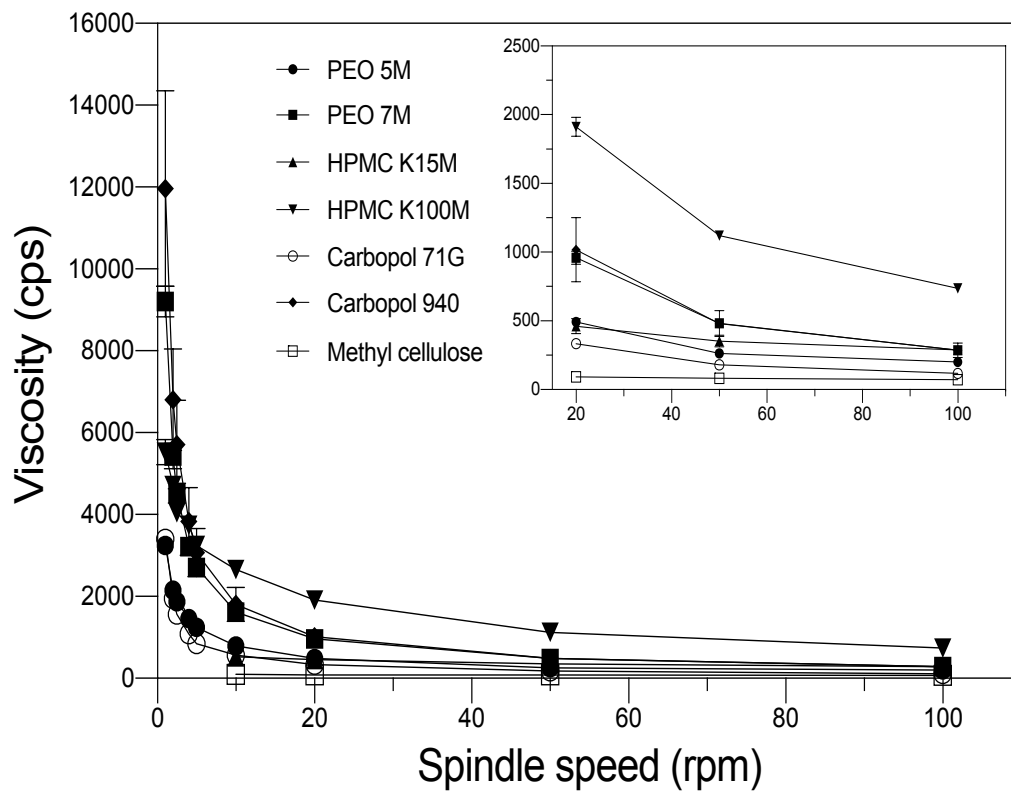 16000
14000
12000
10000
8000
6000
4000
2000
0
Viscosity (cps)
PEO 5M
PEO 7M
HPMC K15M
HPMC K100M
Carbopol 71G
Carbopol 940
Methyl cellulose
2500
2000
1500
1000
500
0
20 40 60 80 100
0 20 40 60 80 100
Spindle speed (rpm)